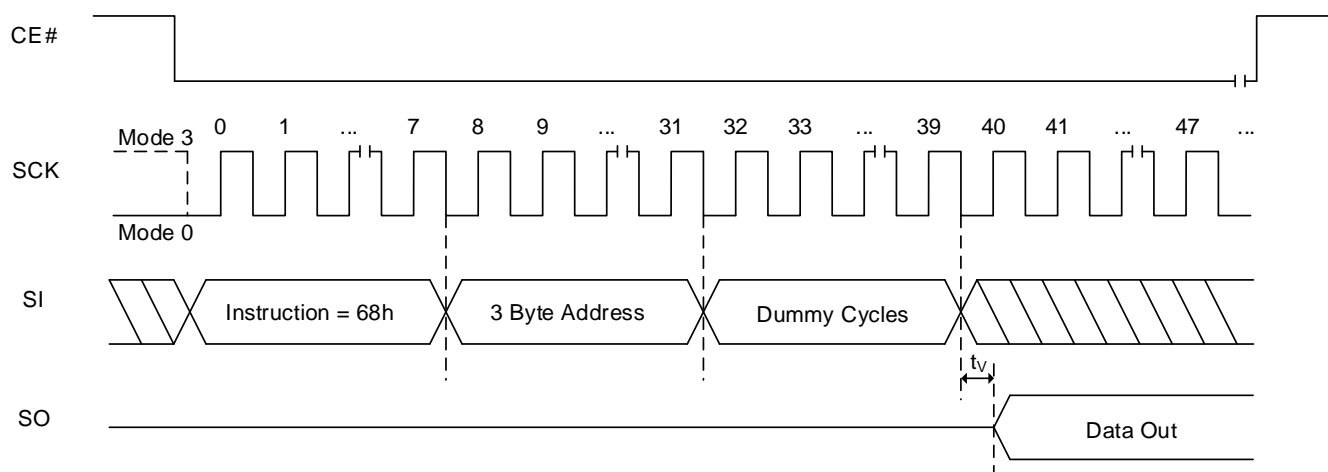 CE#
Mode 3
0 1 ... 7 8 9 ... 31 32 33 ... 39 40 41 ... 47 ...
SCK
Mode 0
SI
Instruction = 68h
3 Byte Address
Dummy Cycles
tV
SO
Data Out